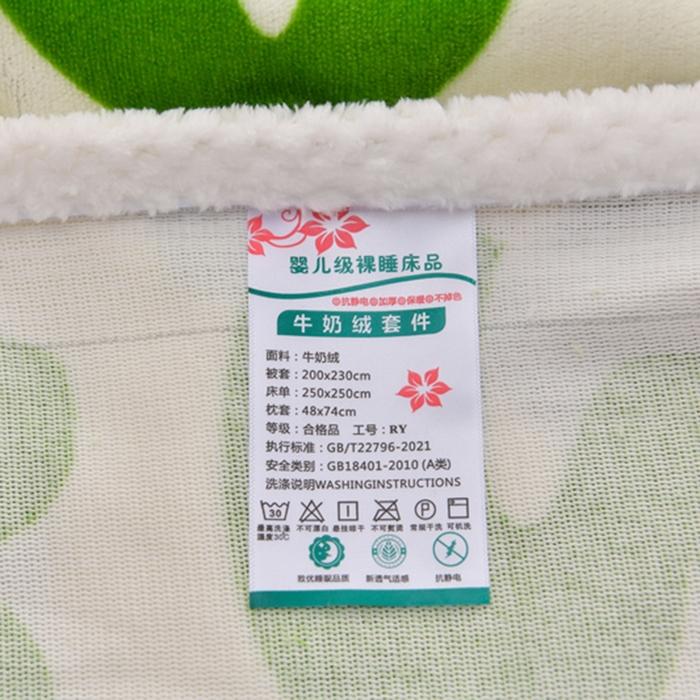 婴儿级裸睡床品
抗静电 加厚 保暖 不掉色
牛奶绒套件
面料：牛奶绒
被套：200x230cm
床单：250x250cm
枕套：48x74cm
等级：合格品 工号：RY
执行标准：GB/T22796-2021
安全类别：GB18401-2010 (A类)
洗涤说明WASHINGINSTRUCTIONS
30 P
最高洗涤温度30C 不可漂白 悬挂晾干 不可熨烫 常规干洗 可机洗
致优睡眠品质 新透气活感 抗静电